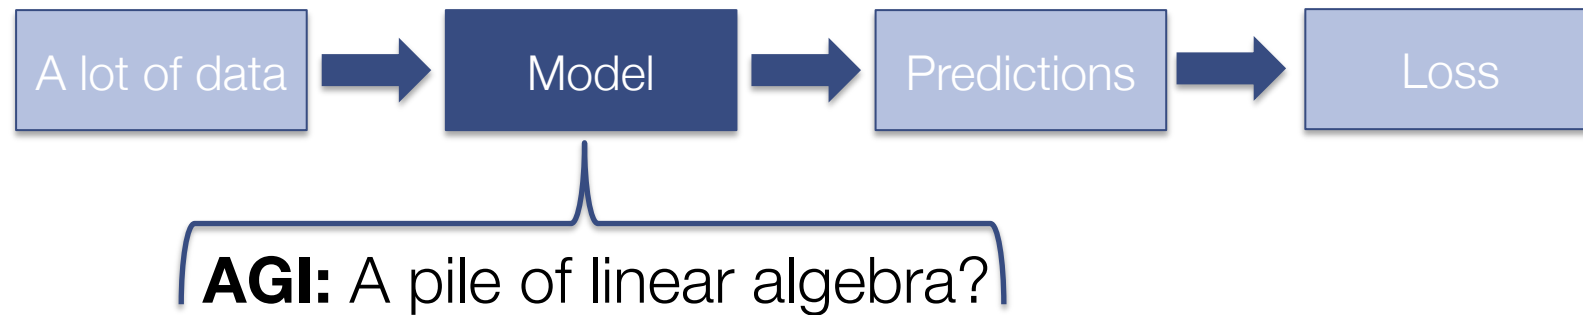 A lot of data
Model
Predictions
Loss
AGI: A pile of linear algebra?